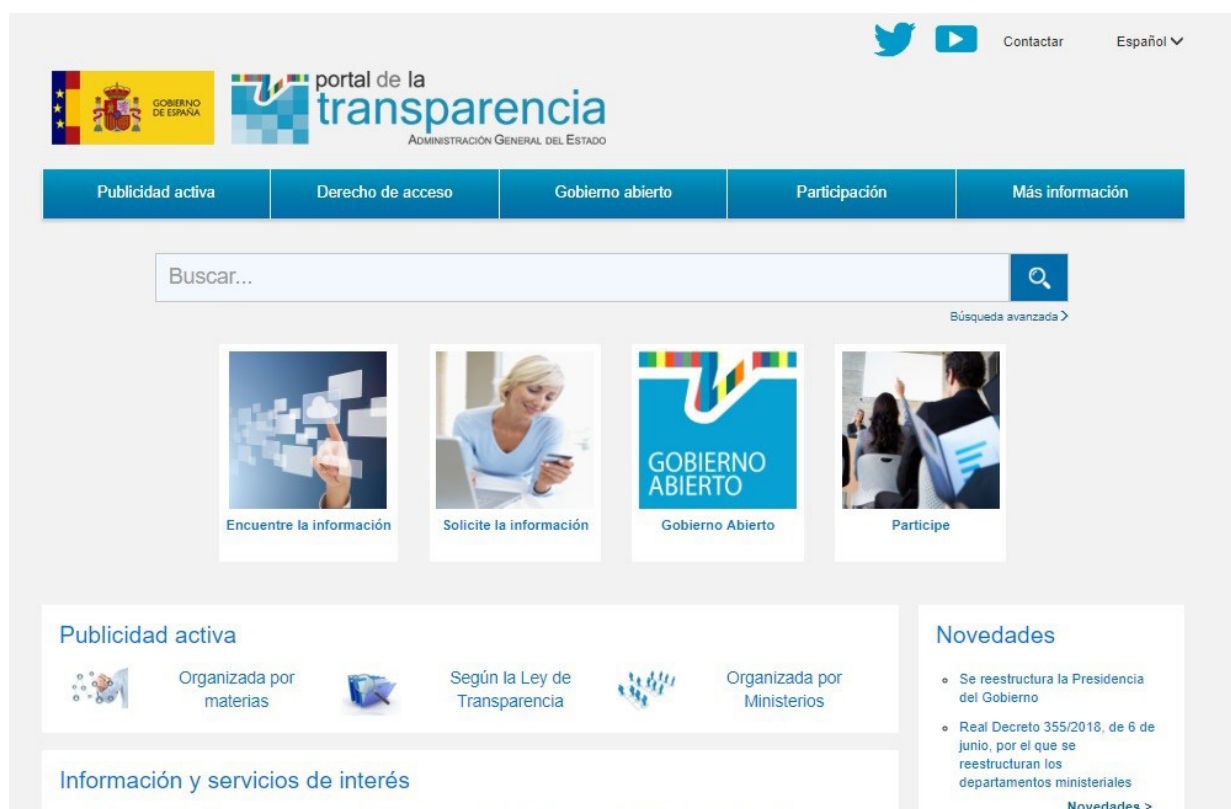 Contactar
Español
GOBIERNO
DE ESPAÑA
portal de la
transparencia
ADMINISTRACIÓN GENERAL DEL ESTADO
Publicidad activa
Derecho de acceso
Gobierno abierto
Participación
Más información
Buscar...
Búsqueda avanzada >
GOBIERNO
ABIERTO
Encuentre la información
Solicite la información
Gobierno Abierto
Participe
Publicidad activa
Organizada por
materias
Según la Ley de
Transparencia
Organizada por
Ministerios
Información y servicios de interés
Novedades
Se reestructura la Presidencia
del Gobierno
Real Decreto 355/2018, de 6 de
junio, por el que se
reestructuran los
departamentos ministeriales
Novedades >